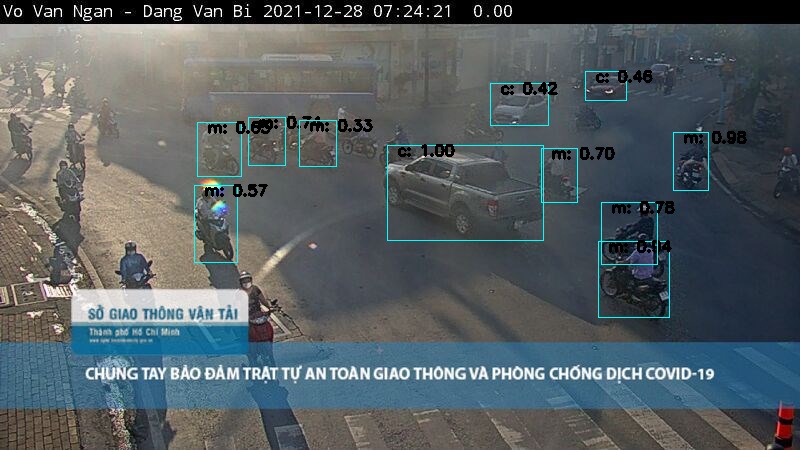 Vo Van Ngan - Dang Van Bi 2021-12-28 07:24:21 0.00
c: 0.46
c: 0.42
m: 0.69
m: 0.74
m: 0.33
m: 0.98
c: 1.00
m: 0.70
m: 0.57
m: 0.78
m: 0.94
SỞ GIAO THÔNG VẬN TẢI
Thành phố Hồ Chí Minh
CHUNG TAY BẢO ĐẢM TRẬT TỰ AN TOÀN GIAO THÔNG VÀ PHÒNG CHỐNG DỊCH COVID-19